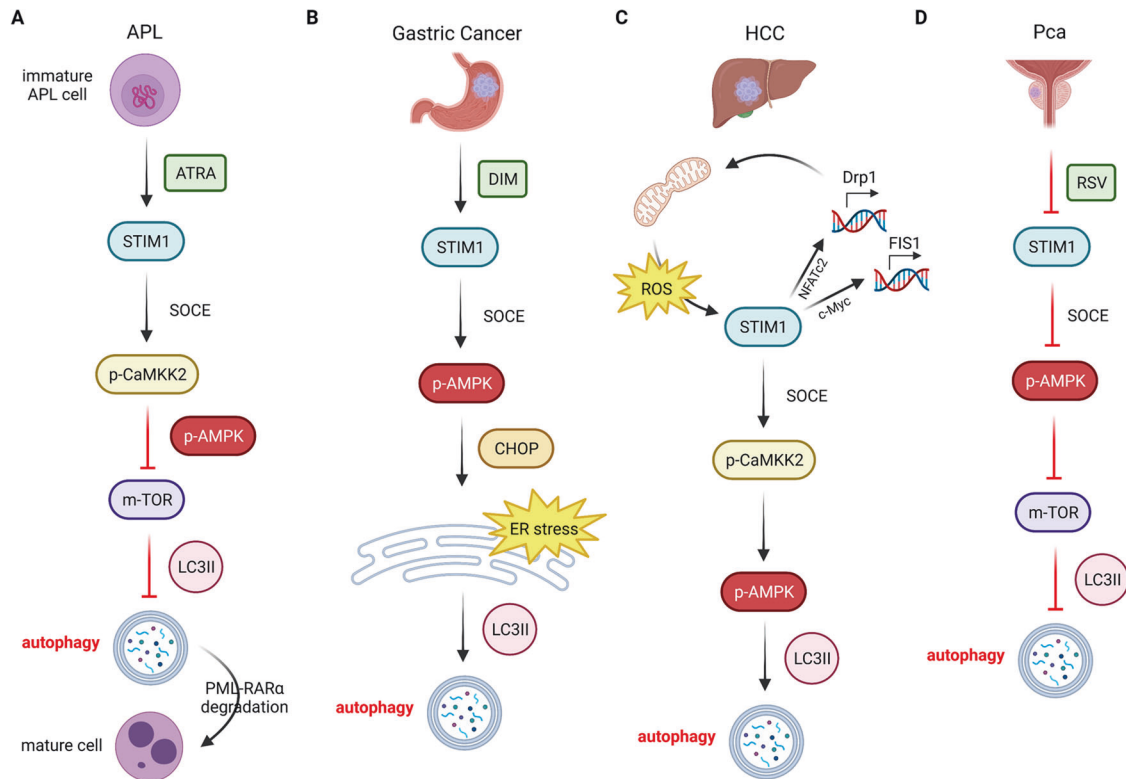 A
APL
immature
APL cell
ATRA
STIM1
SOCE
p-CaMKK2
p-AMPK
m-TOR
LC3II
autophagy
PML-RARα
degradation
mature cell
B
Gastric Cancer
DIM
STIM1
SOCE
p-AMPK
CHOP
ER stress
LC3II
autophagy
C
HCC
Drp1
FIS1
ROS
NFATc2
c-Myc
STIM1
SOCE
p-CaMKK2
p-AMPK
LC3II
autophagy
D
Pca
RSV
STIM1
SOCE
p-AMPK
m-TOR
LC3II
autophagy